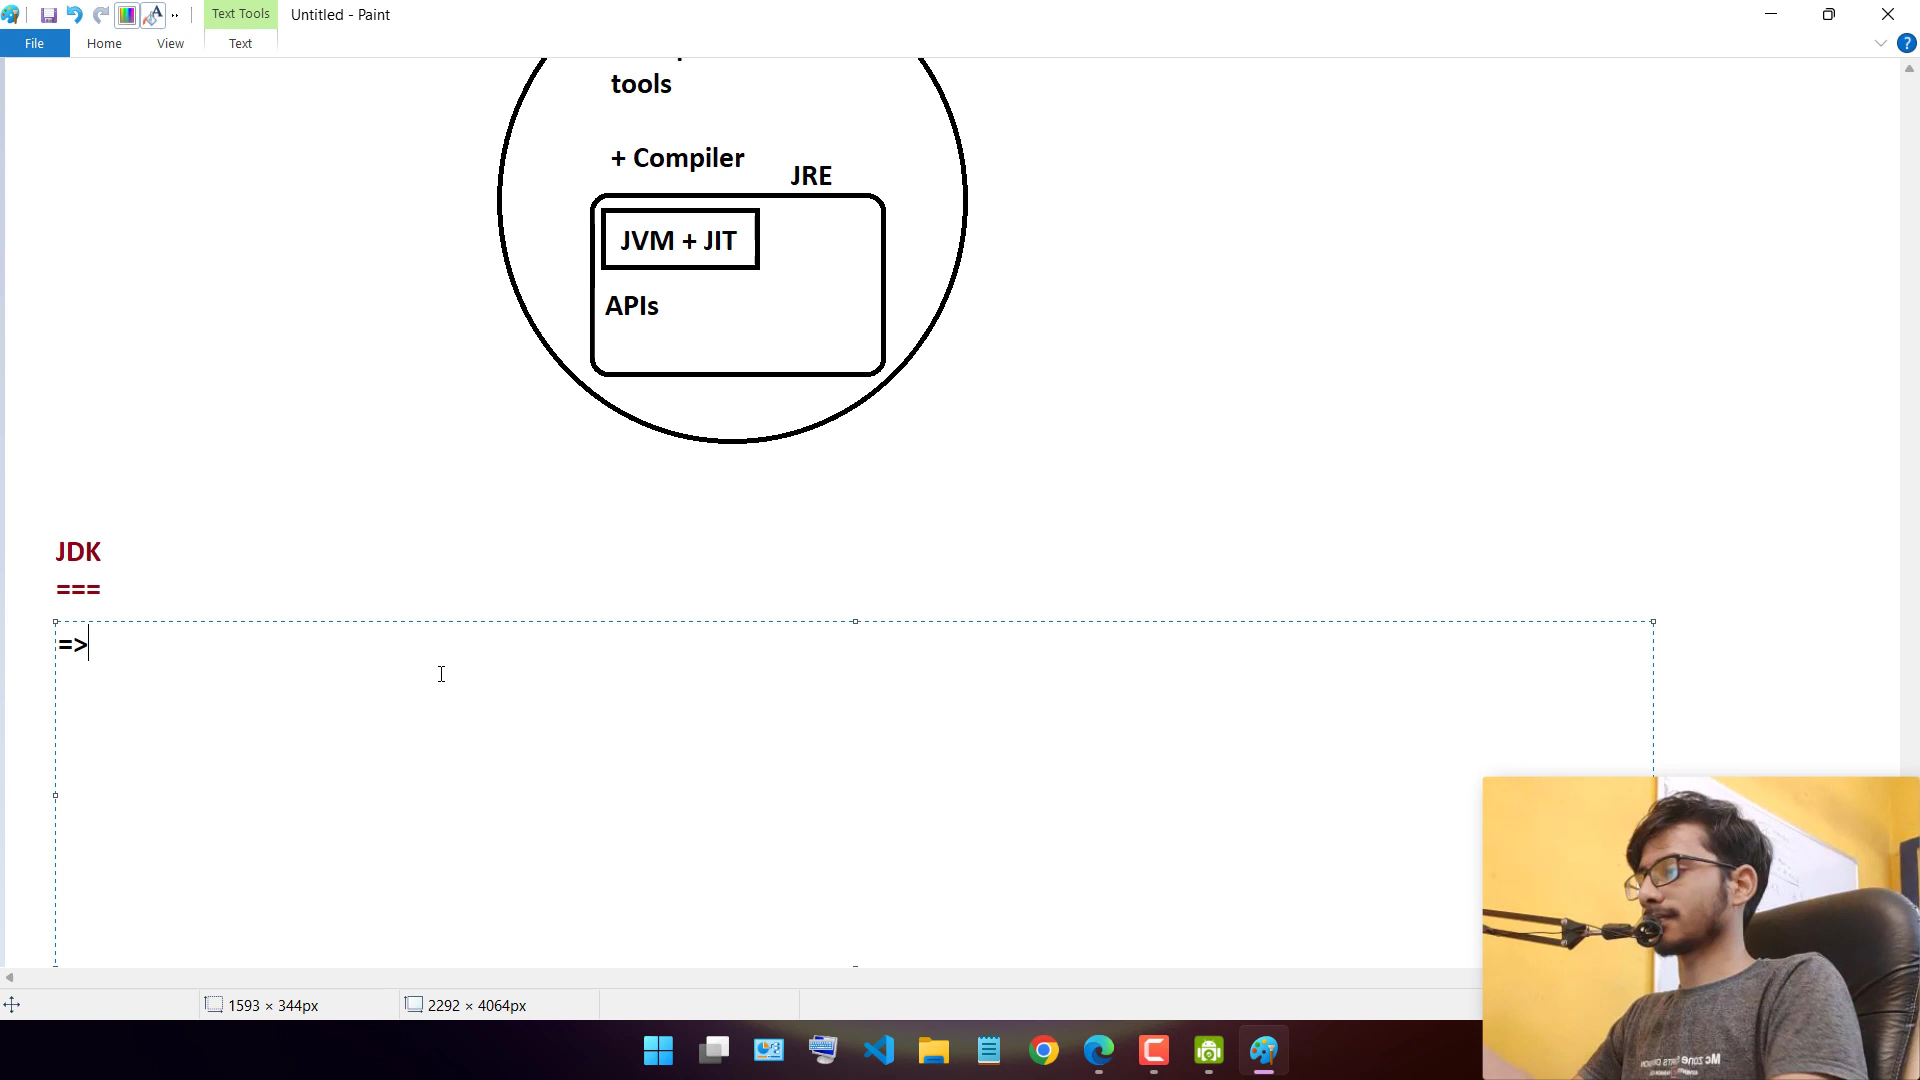 Text Tools
Untitled - Paint
File
Home
View
Text
?
tools
+ Compiler
JRE
JVM + JIT
APIs
JDK
===
=>
1593 × 344px
2292 × 4064px